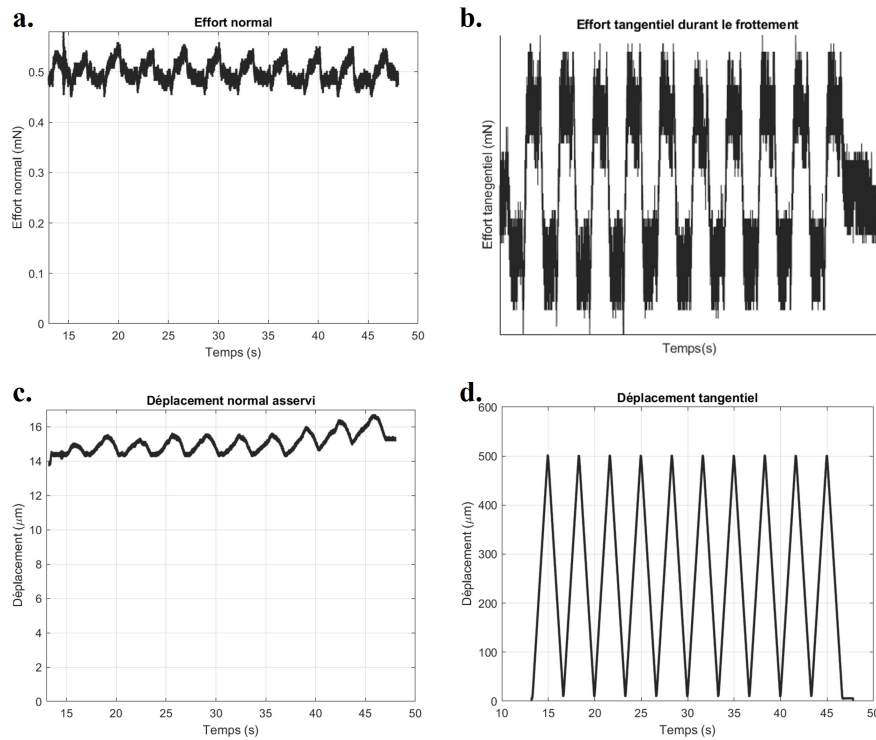 a.
Effort normal
0.5
0.4
0.3
0.2
0.1
0
Effort normal (mN)
15 20 25 30 35 40 45 50
Temps (s)
b.
Effort tangentiel durant le frottement
Effort tanegentiel (mN)
Temps(s)
c.
Déplacement normal asservi
16
14
12
10
8
6
4
2
0
Déplacement (μm)
15 20 25 30 35 40 45 50
Temps (s)
d.
Déplacement tangentiel
600
500
400
300
200
100
0
Déplacement (μm)
10 15 20 25 30 35 40 45 50
Temps (s)